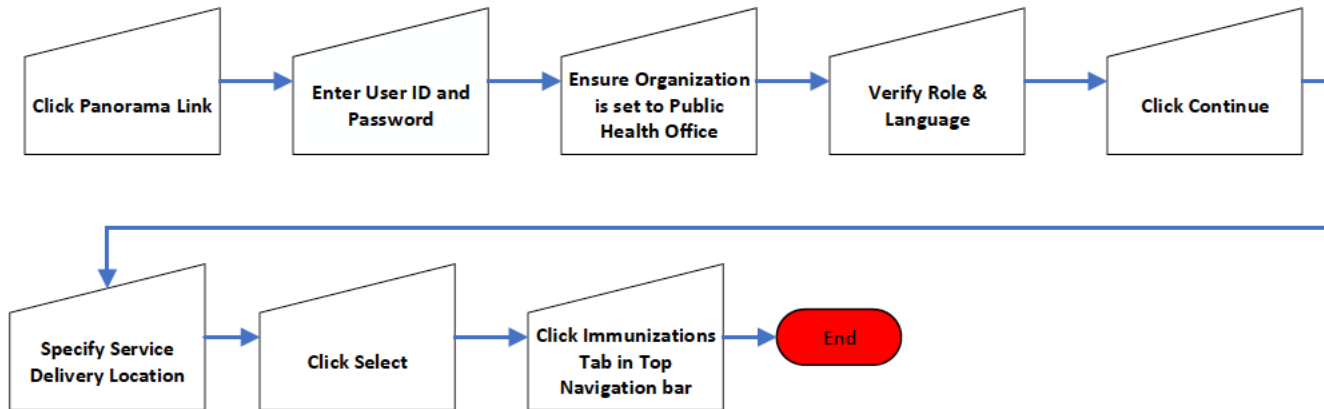 Click Panorama Link
Enter User ID and
Password
Ensure Organization
is set to Public
Health Office
Verify Role &
Language
Click Continue
Specify Service
Delivery Location
Click Select
Click Immunizations
Tab in Top
Navigation bar
End